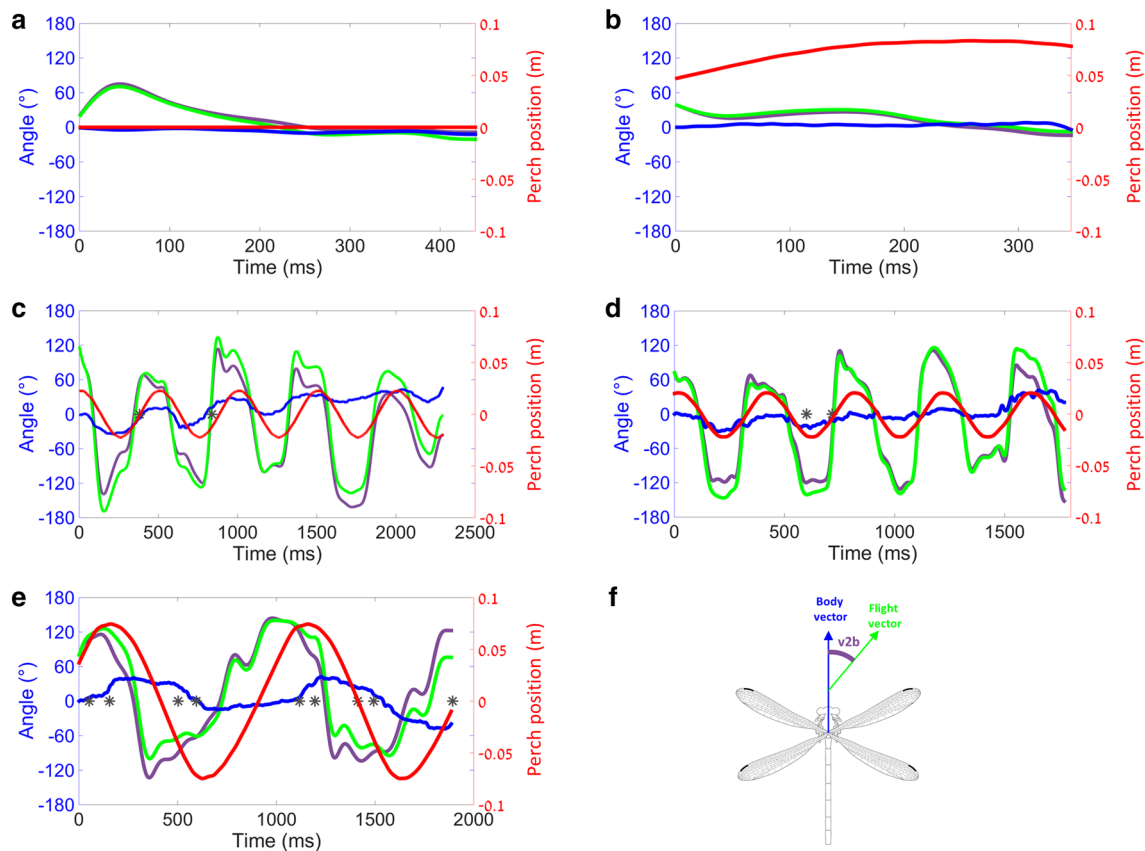 a
180
120
60
0
-60
-120
-180
Angle (°)
0.1
0.05
0
-0.05
-0.1
Perch position (m)
0 100 200 300 400
Time (ms)
b
180
120
60
0
-60
-120
-180
Angle (°)
0.1
0.05
0
-0.05
-0.1
Perch position (m)
0 100 200 300
Time (ms)
c
180
120
60
0
-60
-120
-180
Angle (°)
0.1
0.05
0
-0.05
-0.1
Perch position (m)
0 500 1000 1500 2000 2500
Time (ms)
d
180
120
60
0
-60
-120
-180
Angle (°)
0.1
0.05
0
-0.05
-0.1
Perch position (m)
0 500 1000 1500
Time (ms)
e
180
120
60
0
-60
-120
-180
Angle (°)
0.1
0.05
0
-0.05
-0.1
Perch position (m)
0 500 1000 1500 2000
Time (ms)
f
Body
vector
Flight
vector
v2b